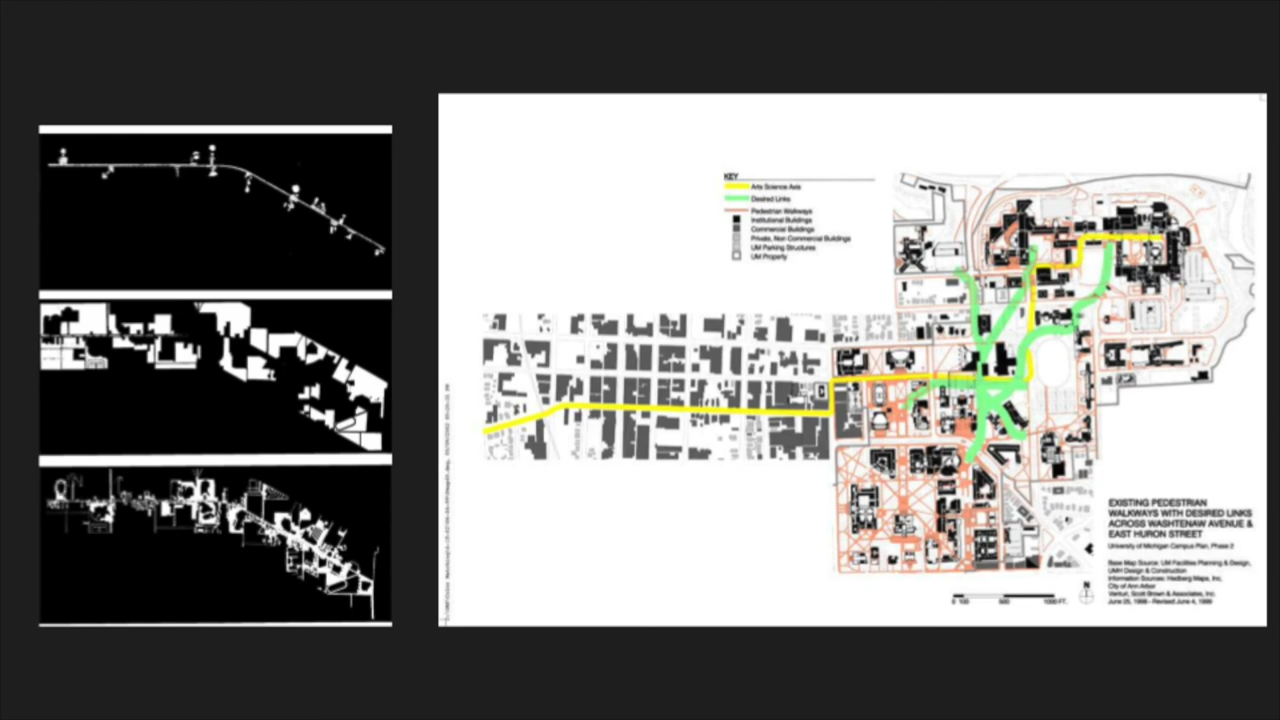 KEY
Arts Science Axis
Desired Links
Pedestrian Walkways
Institutional Buildings
Commercial Buildings
Private, Non Commercial Buildings
UM Parking Structures
UM Property
EXISTING PEDESTRIAN
WALKWAYS WITH DESIRED LINKS
ACROSS WASHTENAW AVENUE &
EAST HURON STREET
University of Michigan Campus Plan, Phase 2
Base Map Source: UM Facilities Planning & Design,
UMH Design & Construction
Information Sources: Hedberg Maps, Inc,
City of Ann Arbor
Venturi, Scott Brown & Associates, Inc.
June 25, 1998 - Revised June 4, 1999
N
0 100 500 1000 FT.